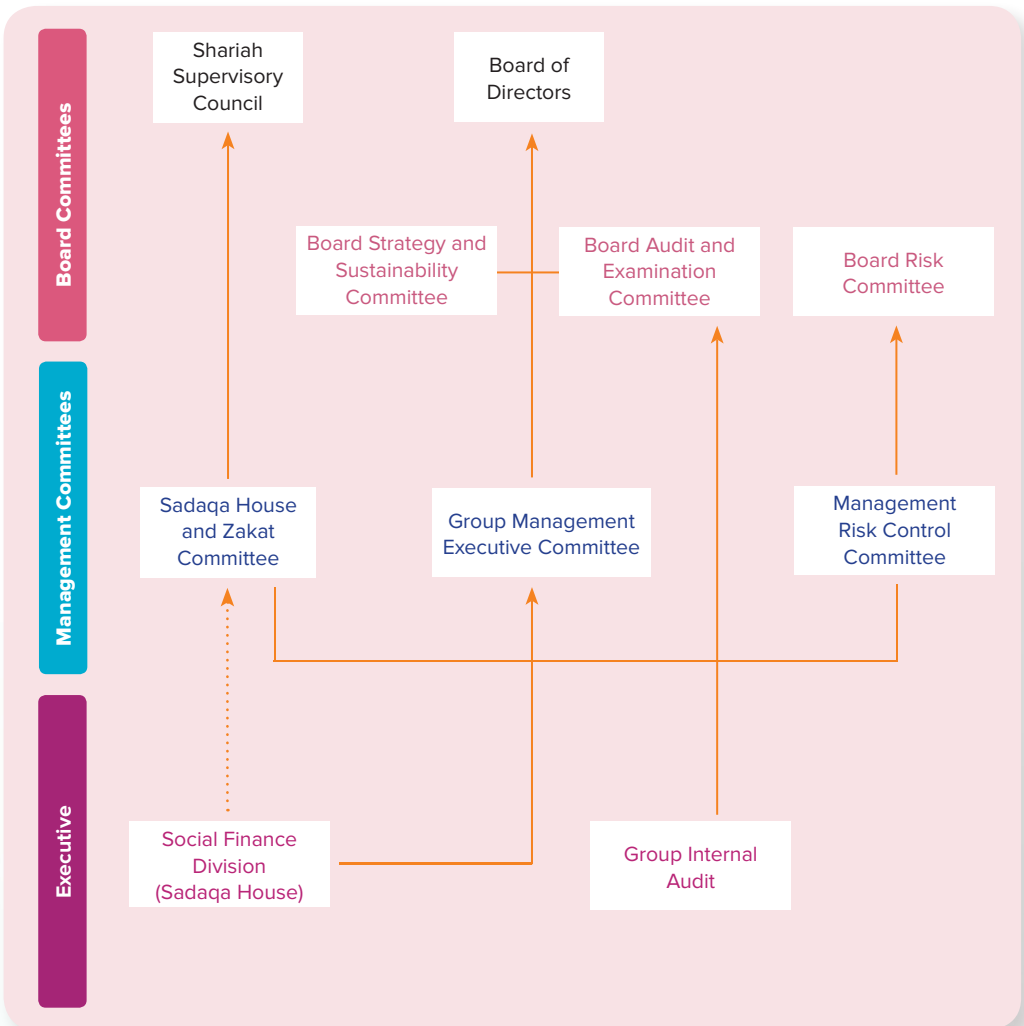 Board Committees
Shariah
Supervisory
Council
Board of
Directors
Board Strategy and
Sustainability
Committee
Board Audit and
Examination
Committee
Board Risk
Committee
Management Committees
Sadaqa House
and Zakat
Committee
Group Management
Executive Committee
Management
Risk Control
Committee
Executive
Social Finance
Division
(Sadaqa House)
Group Internal
Audit